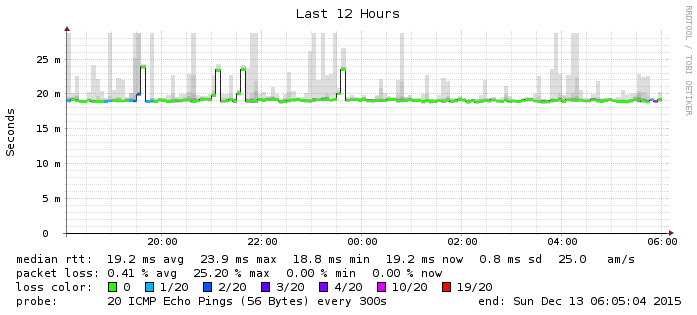 Last 12 Hours
RRDTOOL / TOBI OETIKER
Seconds
25 m
20 m
15 m
10 m
5 m
0
20:00 22:00 00:00 02:00 04:00 06:00
median rtt: 19.2 ms avg 23.9 ms max 18.8 ms min 19.2 ms now 0.8 ms sd 25.0 am/s
packet loss: 0.41 % avg 25.20 % max 0.00 % min 0.00 % now
loss color: 0 1/20 2/20 3/20 4/20 10/20 19/20
probe: 20 ICMP Echo Pings (56 Bytes) every 300s end: Sun Dec 13 06:05:04 2015